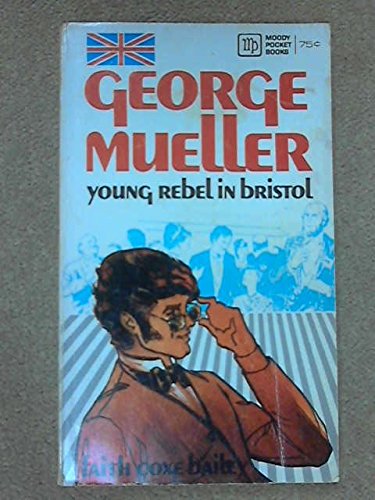 mp
MOODY
POCKET
BOOKS
75¢
GEORGE
MUELLER
young rebel in bristol
faith coxe bailey